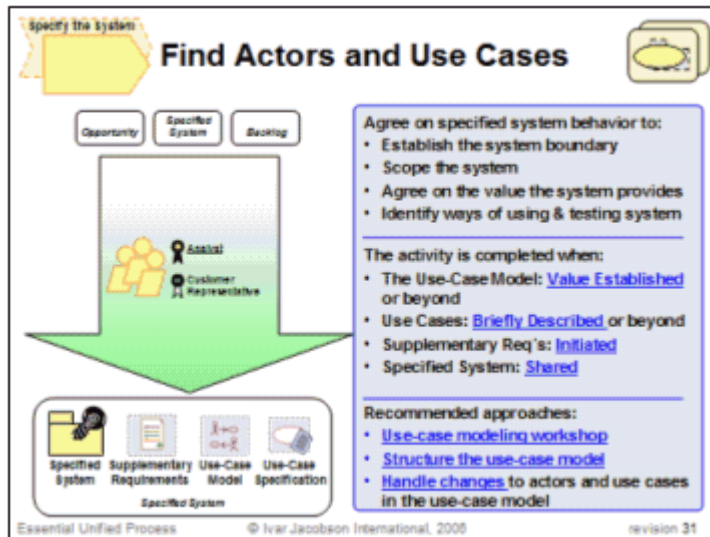 Specify the System
Find Actors and Use Cases
Opportunity
Specified
System
Backlog
Analyst
Customer
Representative
Specified
System
Supplementary
Requirements
Use-Case
Model
Use-Case
Specification
Specified System
Agree on specified system behavior to:
• Establish the system boundary
• Scope the system
• Agree on the value the system provides
• Identify ways of using & testing system
The activity is completed when:
• The Use-Case Model: Value Established
or beyond
• Use Cases: Briefly Described or beyond
• Supplementary Req's: Initiated
• Specified System: Shared
Recommended approaches:
• Use-case modeling workshop
• Structure the use-case model
• Handle changes to actors and use cases
in the use-case model
Essential Unified Process
© Ivar Jacobson International, 2006
revision 31